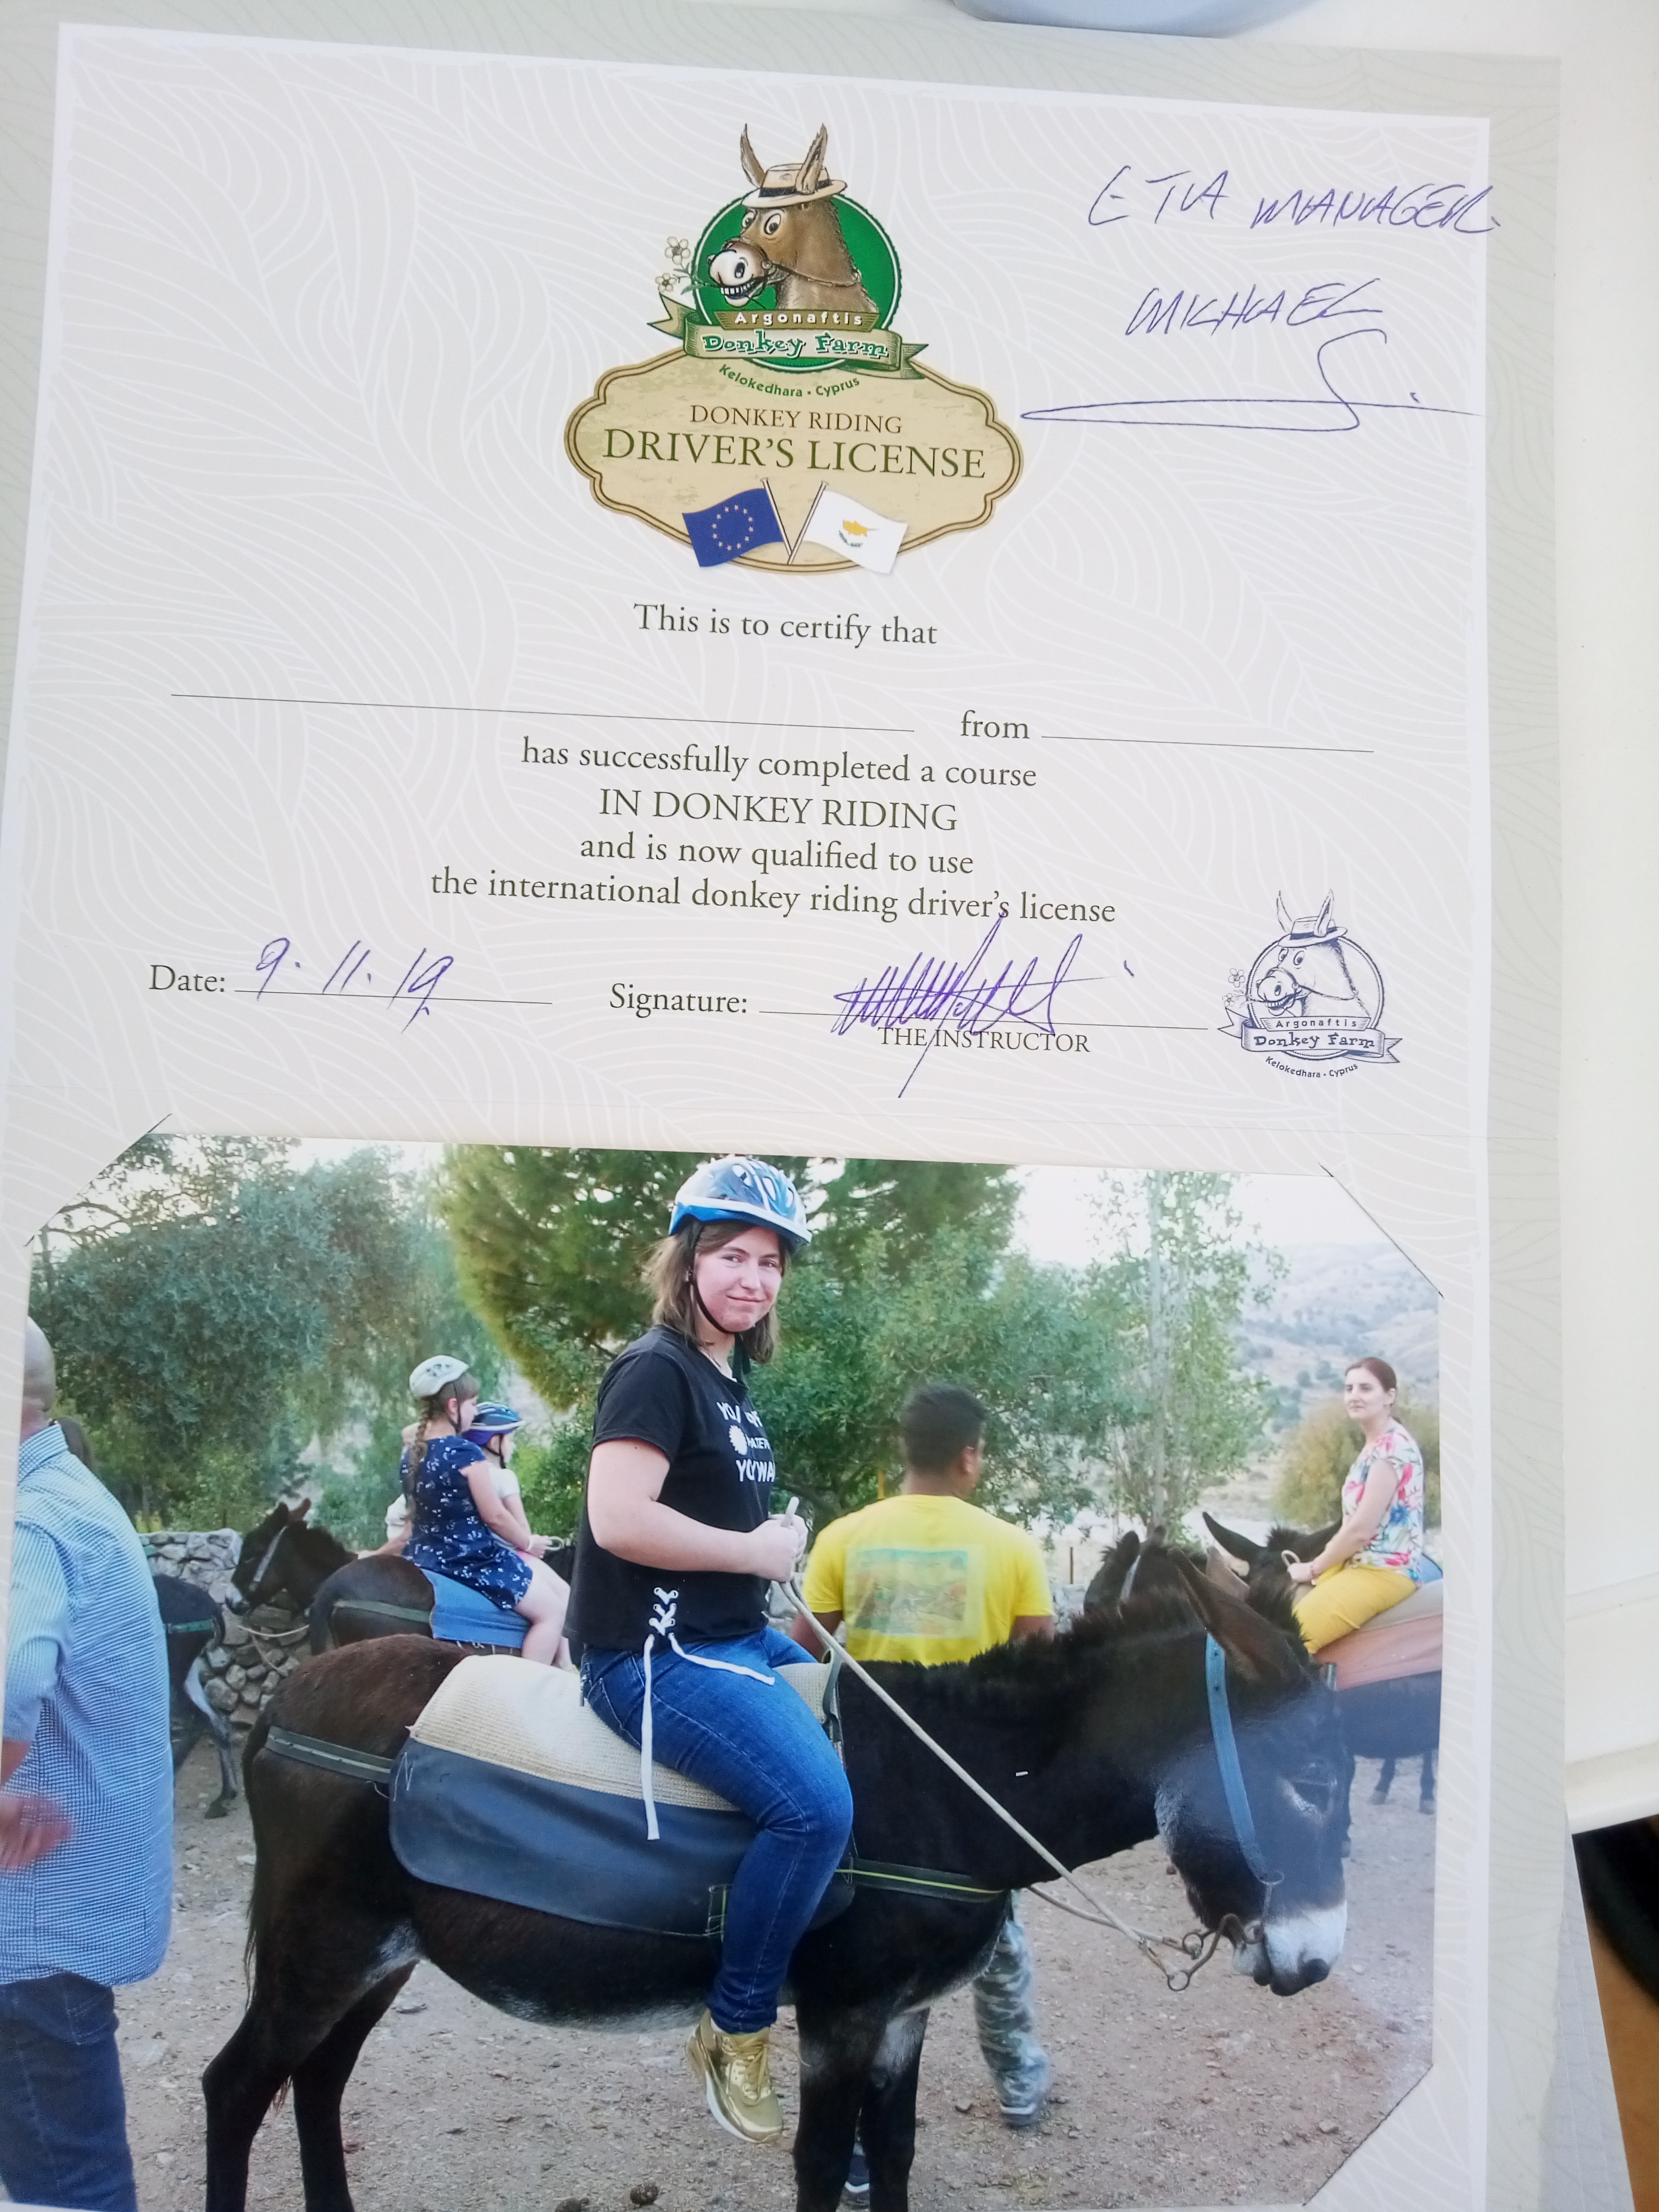 MANAGER.
MICHAEL
Argonaftis
Donkey Farm
Kelokedhara • Cyprus
DONKEY RIDING
DRIVER'S LICENSE
This is to certify that
from
has successfully completed a course
IN DONKEY RIDING
and is now qualified to use
the international donkey riding driver's license
Date: 9.11.19
Signature:
THE INSTRUCTOR
Argonaftis
Donkey Farm
Kelokedhara • Cyprus